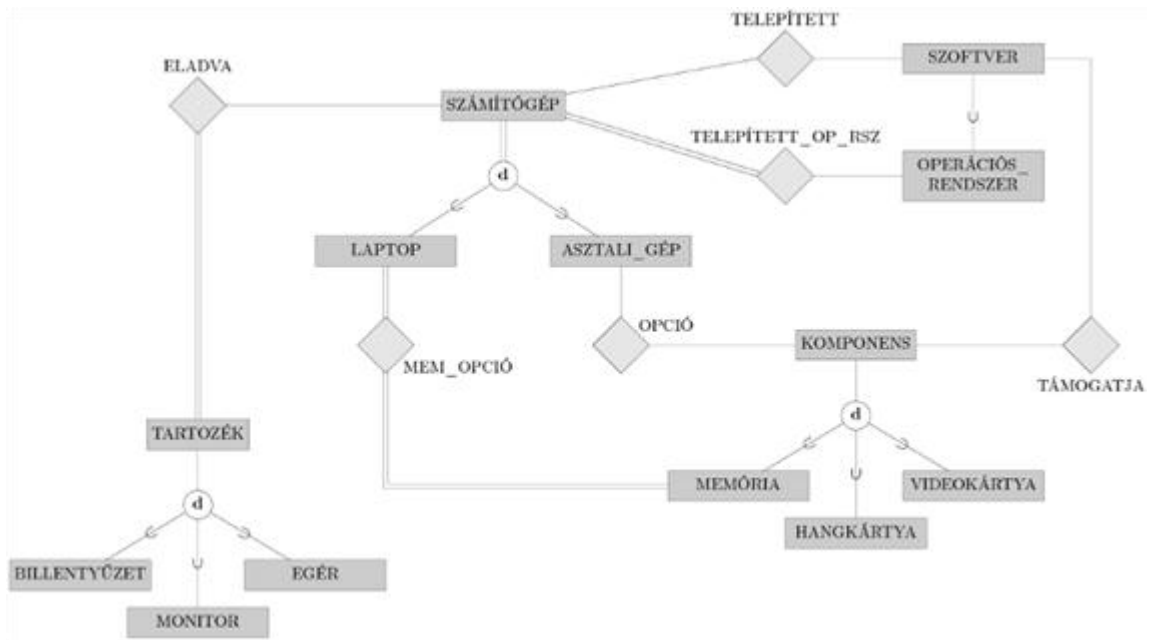 TELEPÍTETT
SZOFTVER
ELADVA
SZÁMÍTÓGÉP
TELEPÍTETT_OP_RSZ
OPERÁCIÓS_
RENDSZER
d
LAPTOP
ASZTALI_GÉP
OPCIÓ
KOMPONENS
MEM_OPCIÓ
TÁMOGATJA
TARTOZÉK
d
MEMÓRIA
VIDEOKÁRTYA
HANGKÁRTYA
d
BILLENTYŰZET
EGÉR
MONITOR